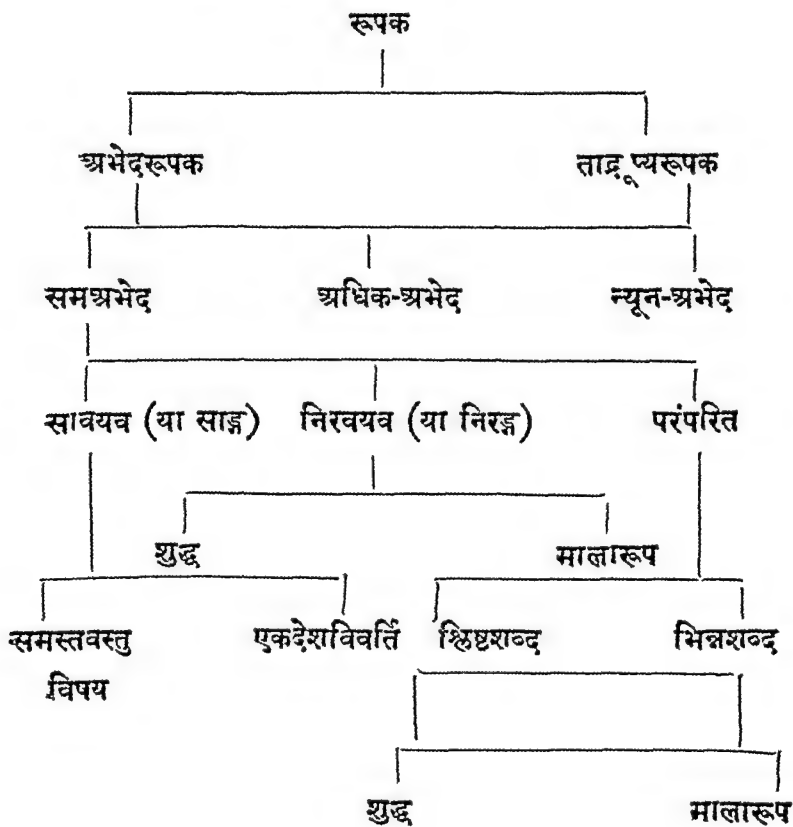 रूपक
अभेदरूपक ताद्रूप्यरूपक
समअभेद अधिक-अभेद न्यून-अभेद
सावयव (या साङ्ग) निरवयव (या निरङ्ग) परंपरित
शुद्ध मालारूप
समस्तवस्तु एकदेशविवर्ति श्लिष्टशब्द भिन्नशब्द
विषय
शुद्ध मालारूप